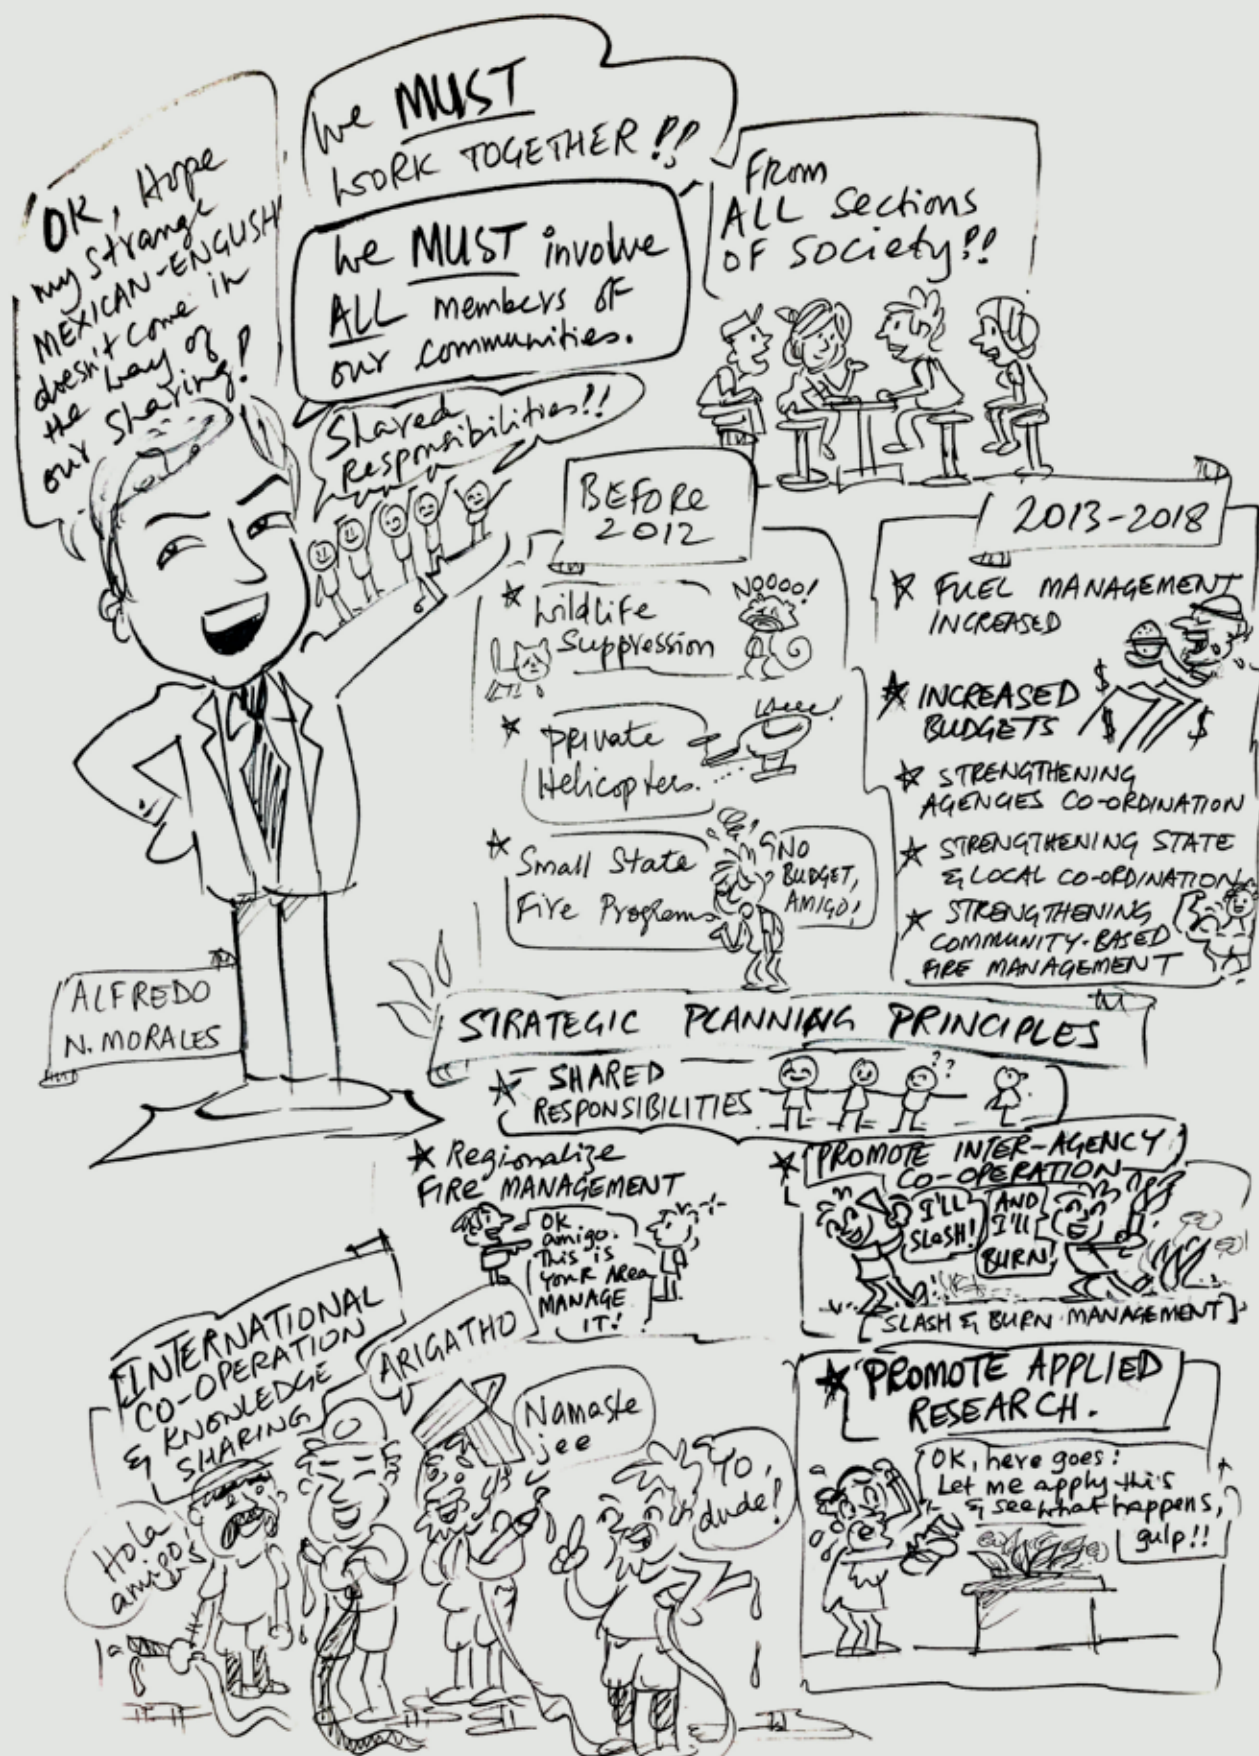 OK, Hope
my strange
MEXICAN-ENGLISH
doesn't come in
the way of
our sharing!
We MUST
WORK TOGETHER!!
We MUST involve
ALL members of
our communities.
From
ALL sections
OF Society!!
Shared
Responsibilities!!
BEFORE
2012
★ Wildlife
Suppression
NOOOO!
★ Private
Helicopters.
★ Small State
Fire Programs
NO
BUDGET,
AMIGO!
2013-2018
★ FUEL MANAGEMENT
INCREASED
★ INCREASED
BUDGETS
$
$
$
★ STRENGTHENING
AGENCIES CO-ORDINATION
★ STRENGTHENING STATE
& LOCAL CO-ORDINATION
★ STRENGTHENING
COMMUNITY-BASED
FIRE MANAGEMENT
ALFREDO
N. MORALES
STRATEGIC PLANNING PRINCIPLES
★ SHARED
RESPONSIBILITIES
??
★ Regionalize
FIRE MANAGEMENT
OK
amigo.
This is
YOUR AREA
MANAGE
IT!
★ PROMOTE INTER-AGENCY
CO-OPERATION
I'LL
SLASH!
AND
I'LL
BURN!
SLASH & BURN MANAGEMENT
INTERNATIONAL
CO-OPERATION
& KNOWLEDGE
SHARING
Hola
amigo's
ARIGATHO
Namaste
jee
Yo,
dude!
★ PROMOTE APPLIED
RESEARCH.
OK, here goes:
Let me apply this
& see what happens,
gulp!!